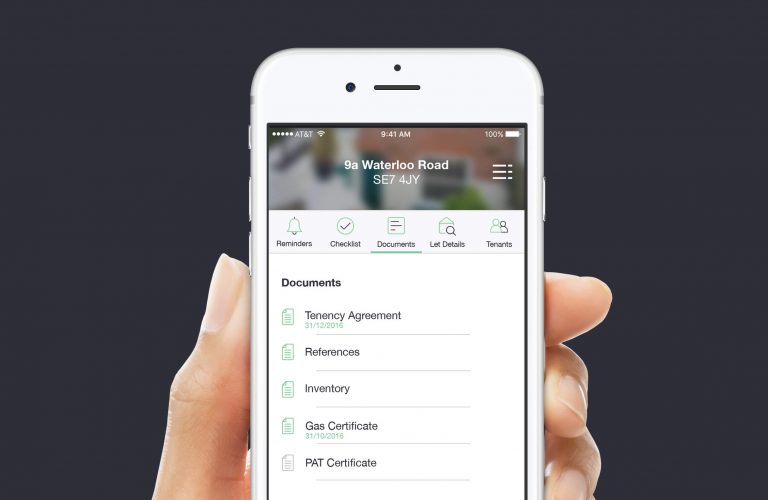 AT&T 9:41 AM 100%
9a Waterloo Road
SE7 4JY
Reminders Checklist Documents Let Details Tenants
Documents
Tenency Agreement
31/12/2016
References
Inventory
Gas Certificate
31/10/2016
PAT Certificate